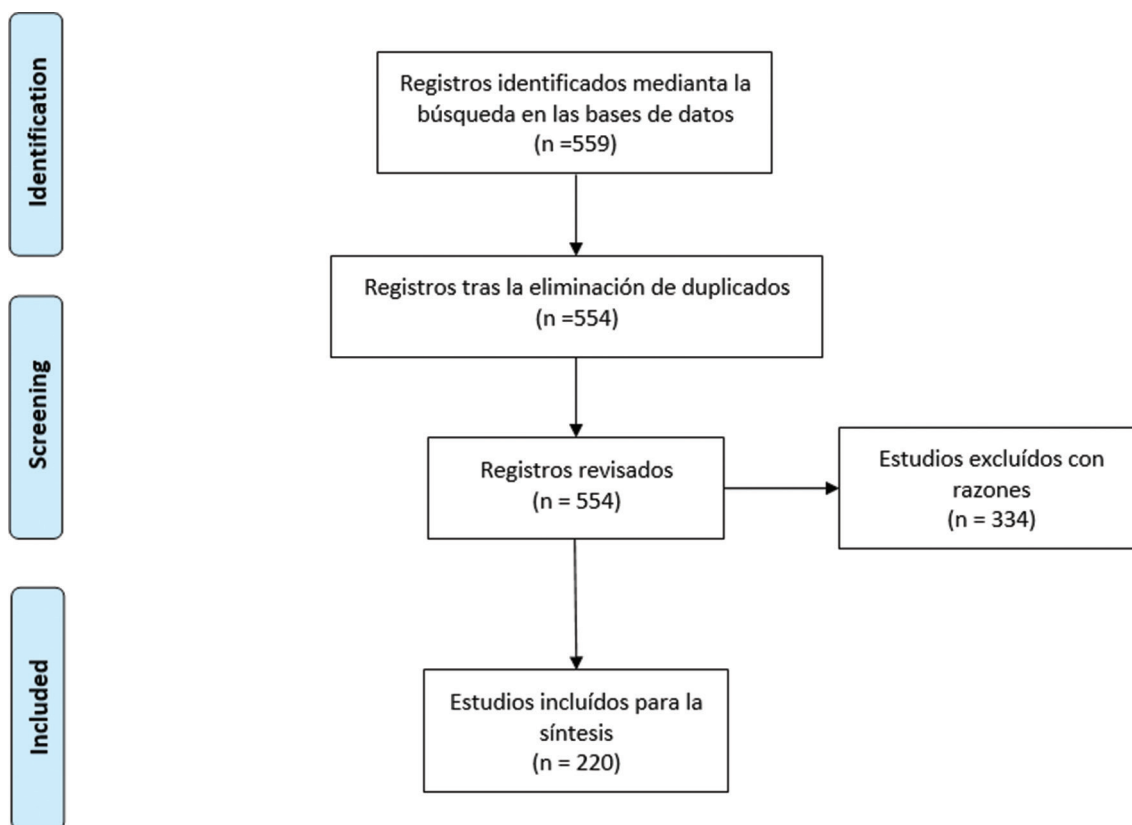 Identification
Registros identificados medianta la
búsqueda en las bases de datos
(n =559)
Registros tras la eliminación de duplicados
(n =554)
Screening
Registros revisados
(n = 554)
Estudios excluídos con
razones
(n = 334)
Included
Estudios incluídos para la
síntesis
(n = 220)